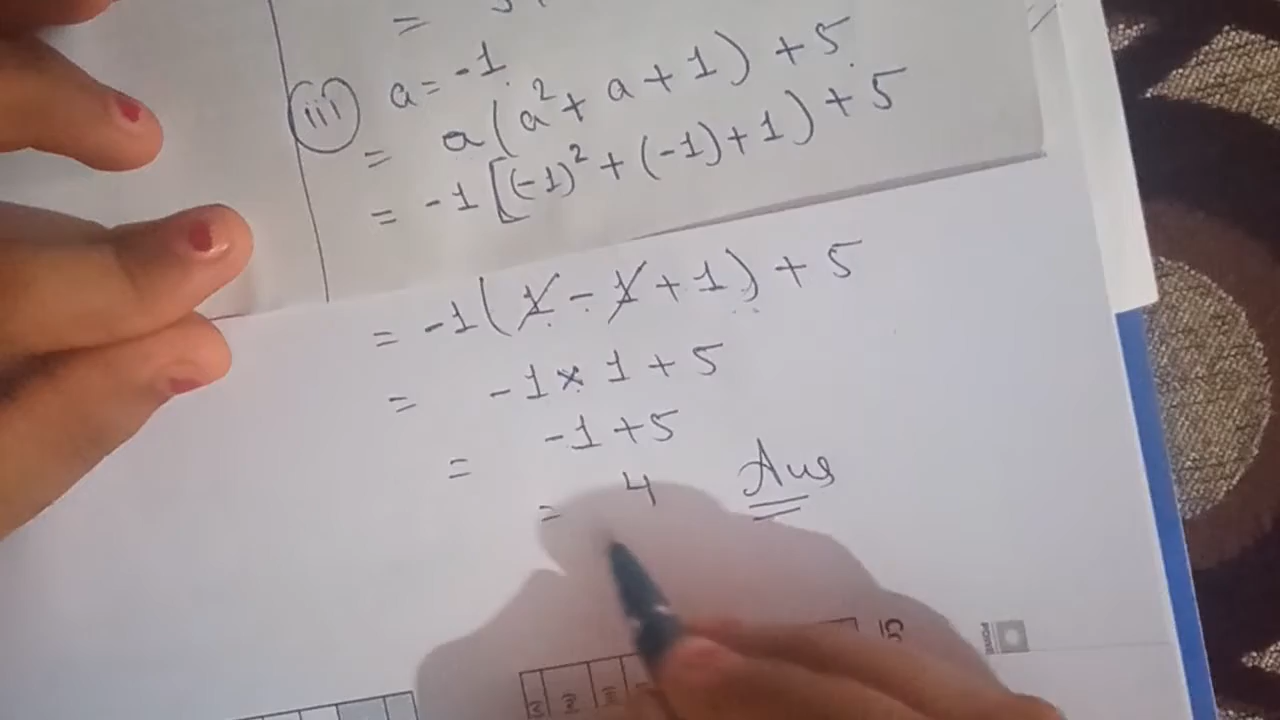 =
(iii) a = -1
= a(a² + a + 1) + 5
= -1[(-1)² + (-1) + 1) + 5
= -1(1 - 1 + 1) + 5
= -1 × 1 + 5
= -1 + 5
= 4 Ans